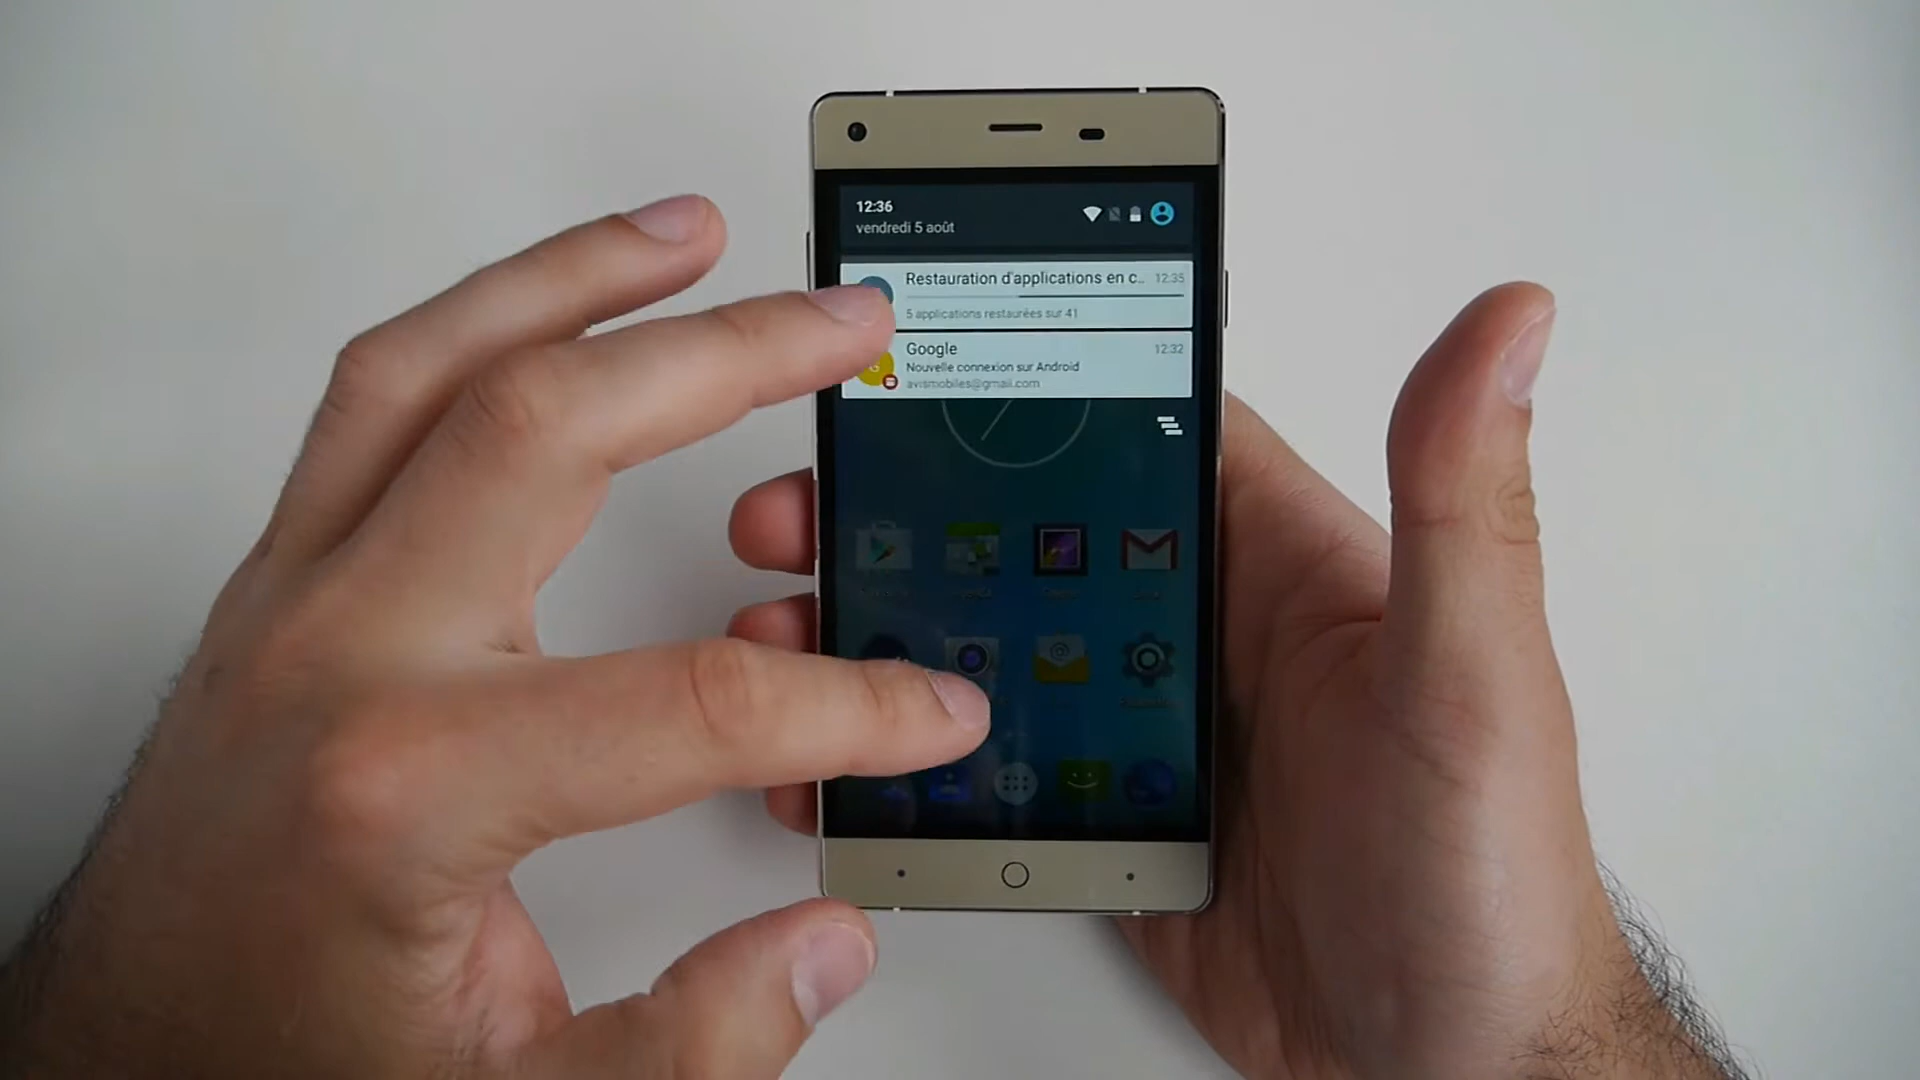 12:36
vendredi 5 août
Restauration d'applications en c.. 12:35
5 applications restaurées sur 41
Google 12:32
Nouvelle connexion sur Android
avismobiles@gmail.com
G